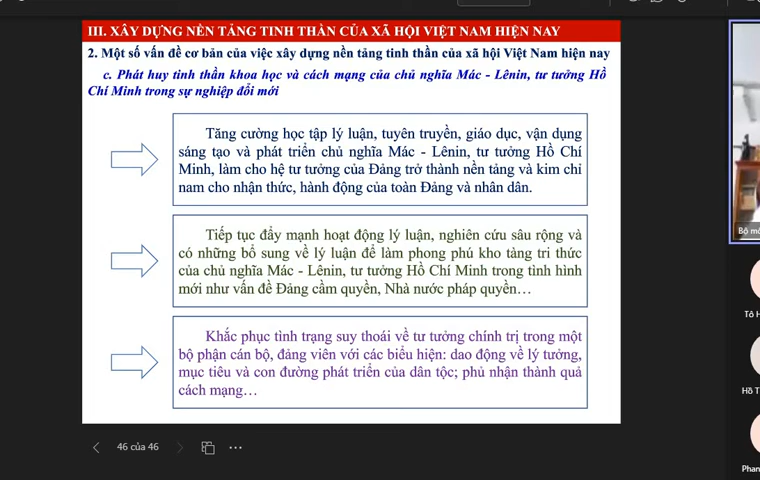 III. XÂY DỰNG NỀN TẢNG TINH THẦN CỦA XÃ HỘI VIỆT NAM HIỆN NAY
2. Một số vấn đề cơ bản của việc xây dựng nền tảng tinh thần của xã hội Việt Nam hiện nay
c. Phát huy tinh thần khoa học và cách mạng của chủ nghĩa Mác - Lênin, tư tưởng Hồ
Chí Minh trong sự nghiệp đổi mới
Tăng cường học tập lý luận, tuyên truyền, giáo dục, vận dụng
sáng tạo và phát triển chủ nghĩa Mác - Lênin, tư tưởng Hồ Chí
Minh, làm cho hệ tư tưởng của Đảng trở thành nền tảng và kim chỉ
nam cho nhận thức, hành động của toàn Đảng và nhân dân.
Tiếp tục đẩy mạnh hoạt động lý luận, nghiên cứu sâu rộng và
có những bổ sung về lý luận để làm phong phú kho tàng tri thức
của chủ nghĩa Mác - Lênin, tư tưởng Hồ Chí Minh trong tình hình
mới như vấn đề Đảng cầm quyền, Nhà nước pháp quyền…
Khắc phục tình trạng suy thoái về tư tưởng chính trị trong một
bộ phận cán bộ, đảng viên với các biểu hiện: dao động về lý tưởng,
mục tiêu và con đường phát triển của dân tộc; phủ nhận thành quả
cách mạng…
46 của 46
Bộ
Tô
Hồ
Phan